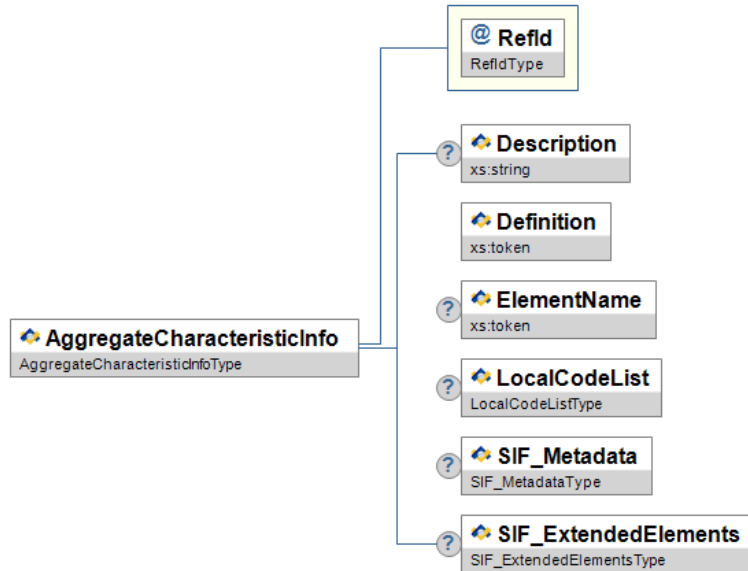 @ RefId
RefIdType
? Description
xs:string
Definition
xs:token
? ElementName
xs:token
AggregateCharacteristicInfo
AggregateCharacteristicInfoType
? LocalCodeList
LocalCodeListType
? SIF_Metadata
SIF_MetadataType
? SIF_ExtendedElements
SIF_ExtendedElementsType